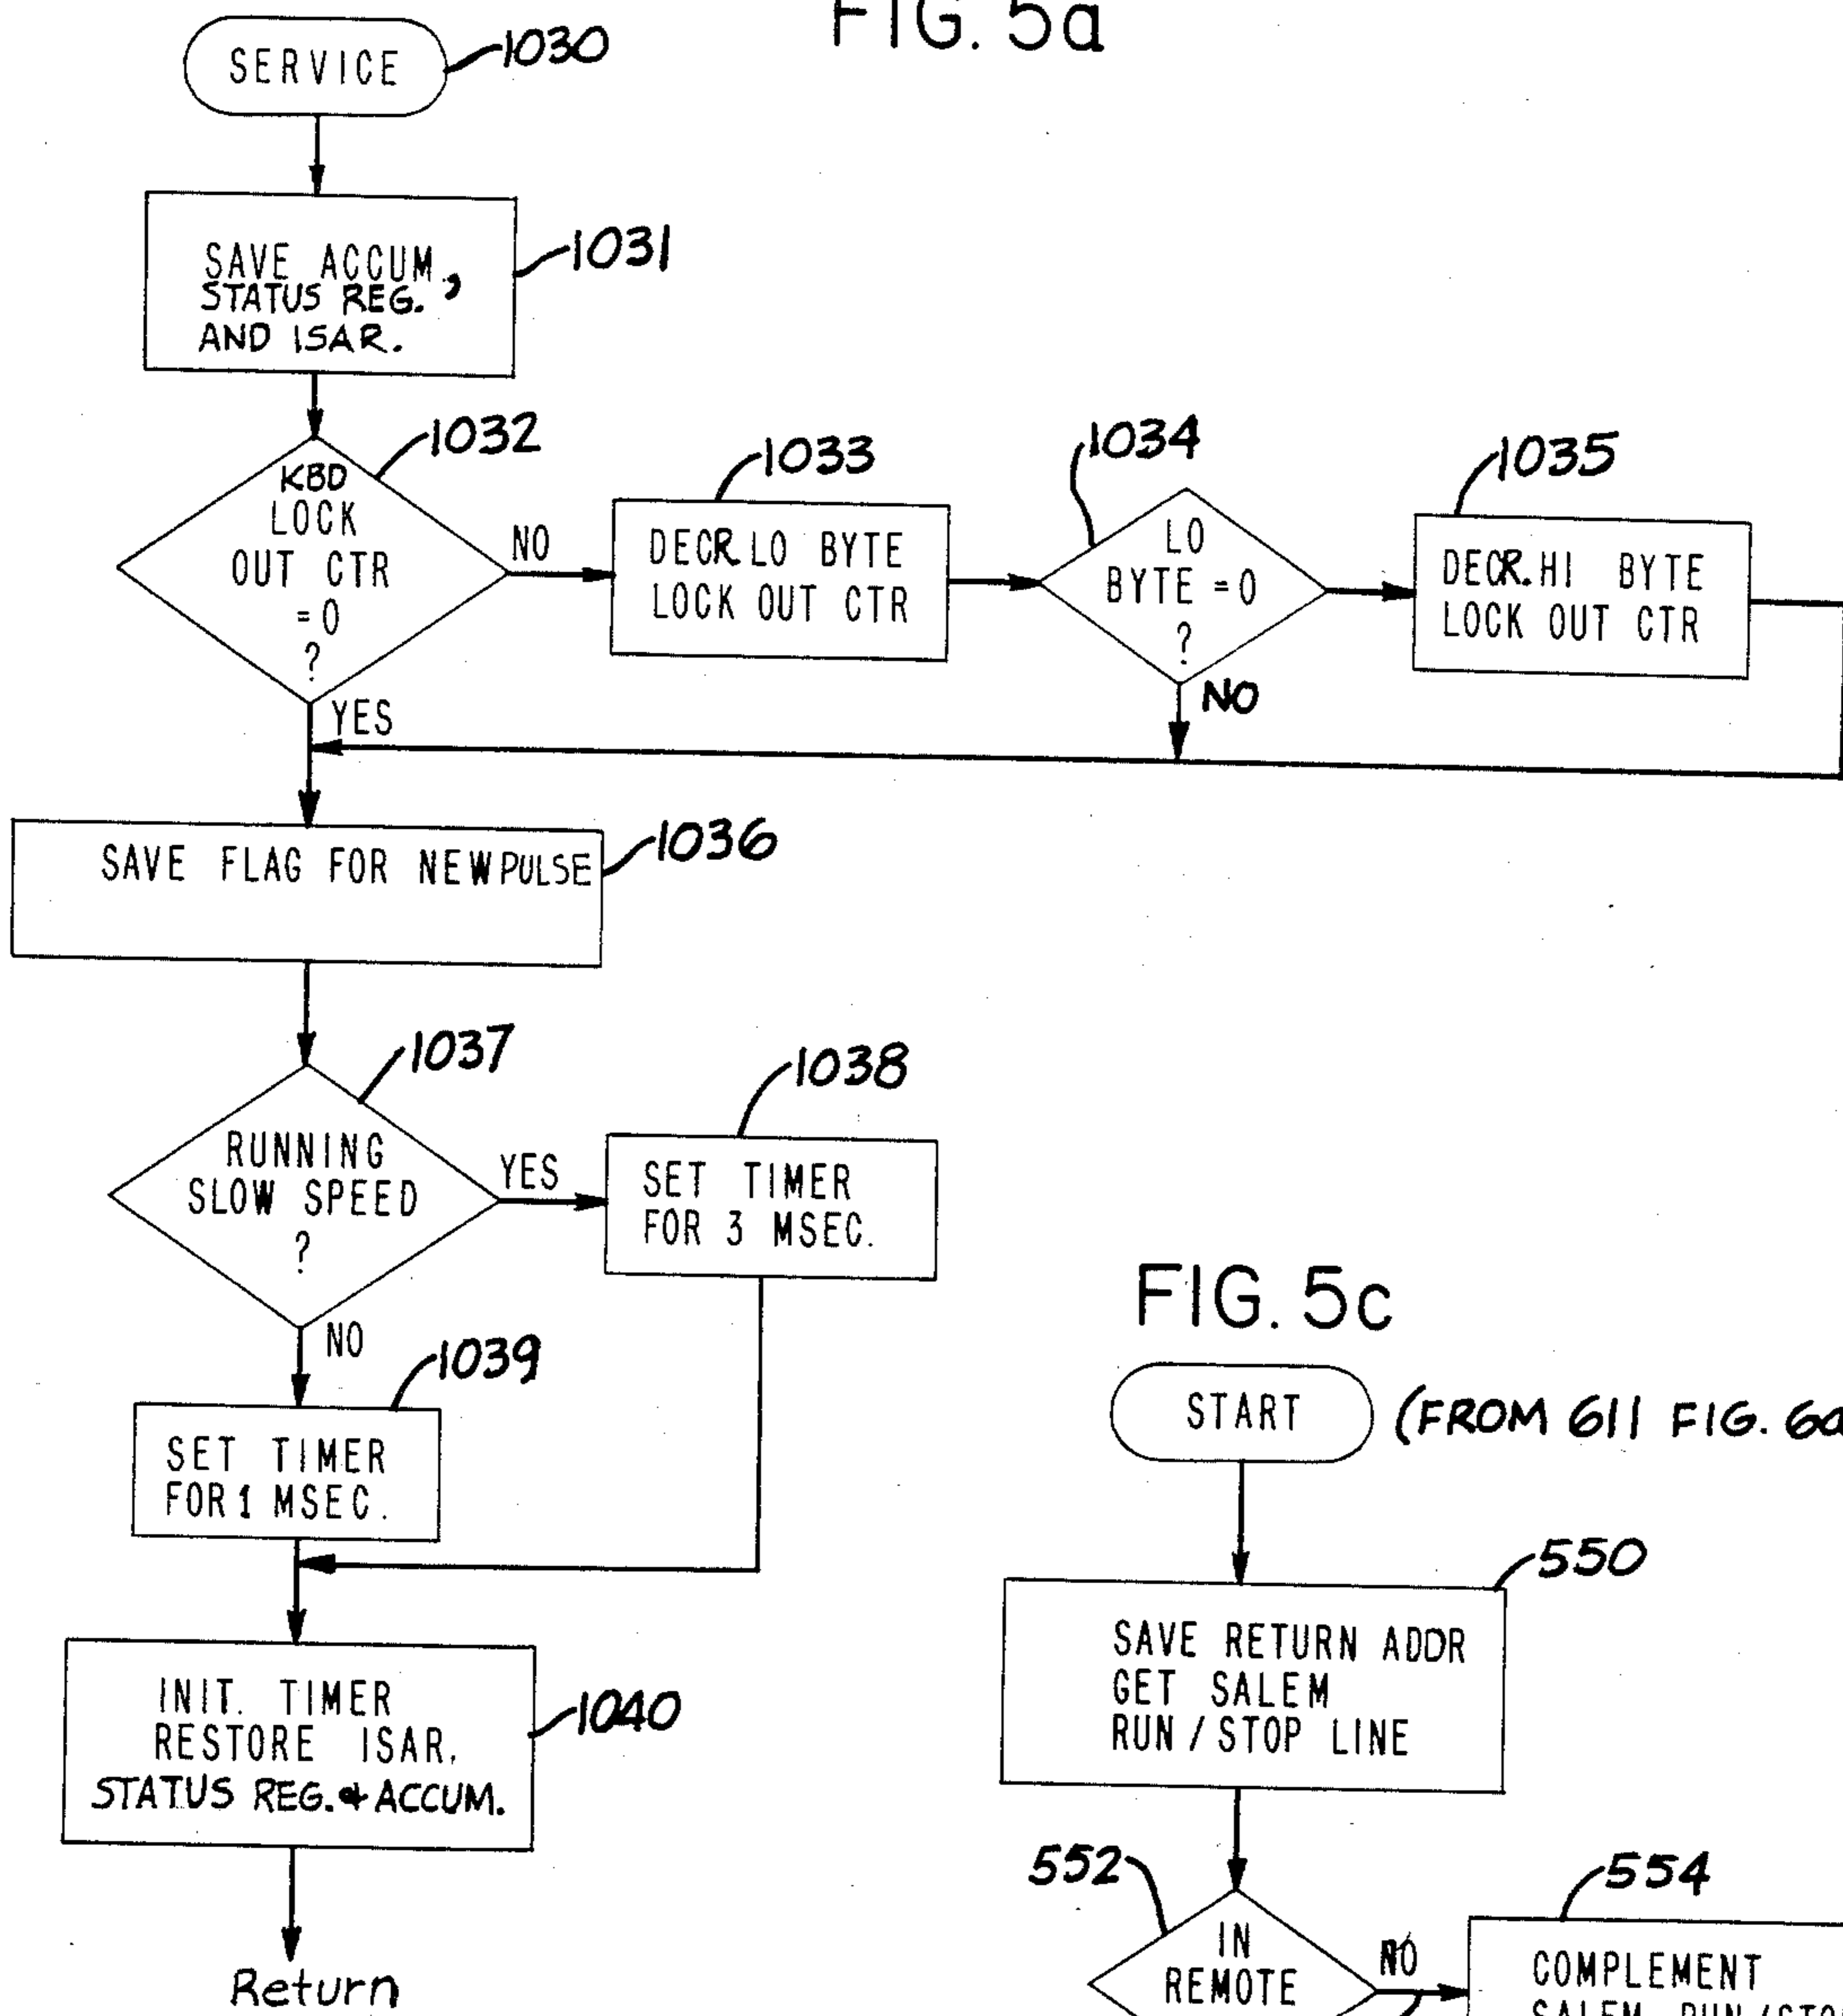 FIG. 5a
SERVICE
1030
SAVE ACCUM.,
STATUS REG.
AND ISAR.
1031
KBD
LOCK
OUT CTR
=0
?
1032
NO
YES
DECR. LO BYTE
LOCK OUT CTR
1033
LO
BYTE =0
?
1034
NO
DECR. HI BYTE
LOCK OUT CTR
1035
SAVE FLAG FOR NEW PULSE
1036
RUNNING
SLOW SPEED
?
1037
YES
NO
SET TIMER
FOR 3 MSEC.
1038
SET TIMER
FOR 1 MSEC.
1039
INIT. TIMER
RESTORE ISAR,
STATUS REG. & ACCUM.
1040
Return
FIG. 5c
START
(FROM 611 FIG. 6a
SAVE RETURN ADDR
GET SALEM
RUN / STOP LINE
550
IN
REMOTE
552
NO
COMPLEMENT
SALEM RUN/STO
554